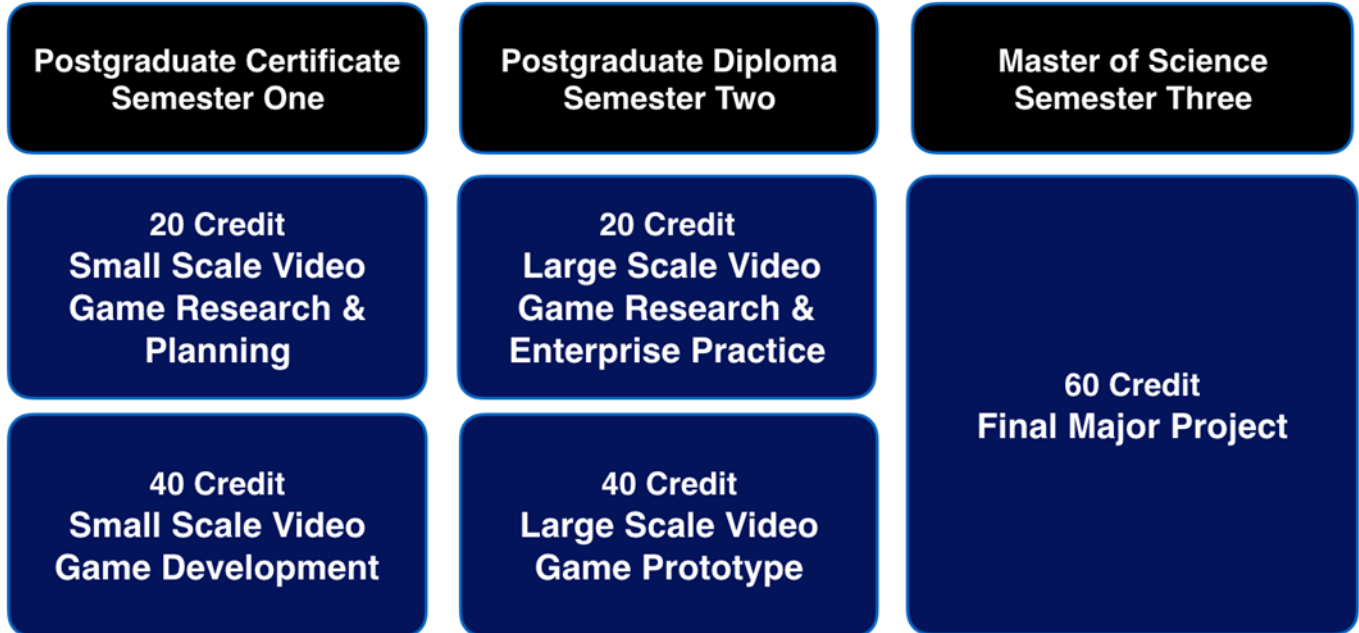 Postgraduate Certificate
Semester One
Postgraduate Diploma
Semester Two
Master of Science
Semester Three
20 Credit
Small Scale Video
Game Research &
Planning
20 Credit
Large Scale Video
Game Research &
Enterprise Practice
60 Credit
Final Major Project
40 Credit
Small Scale Video
Game Development
40 Credit
Large Scale Video
Game Prototype